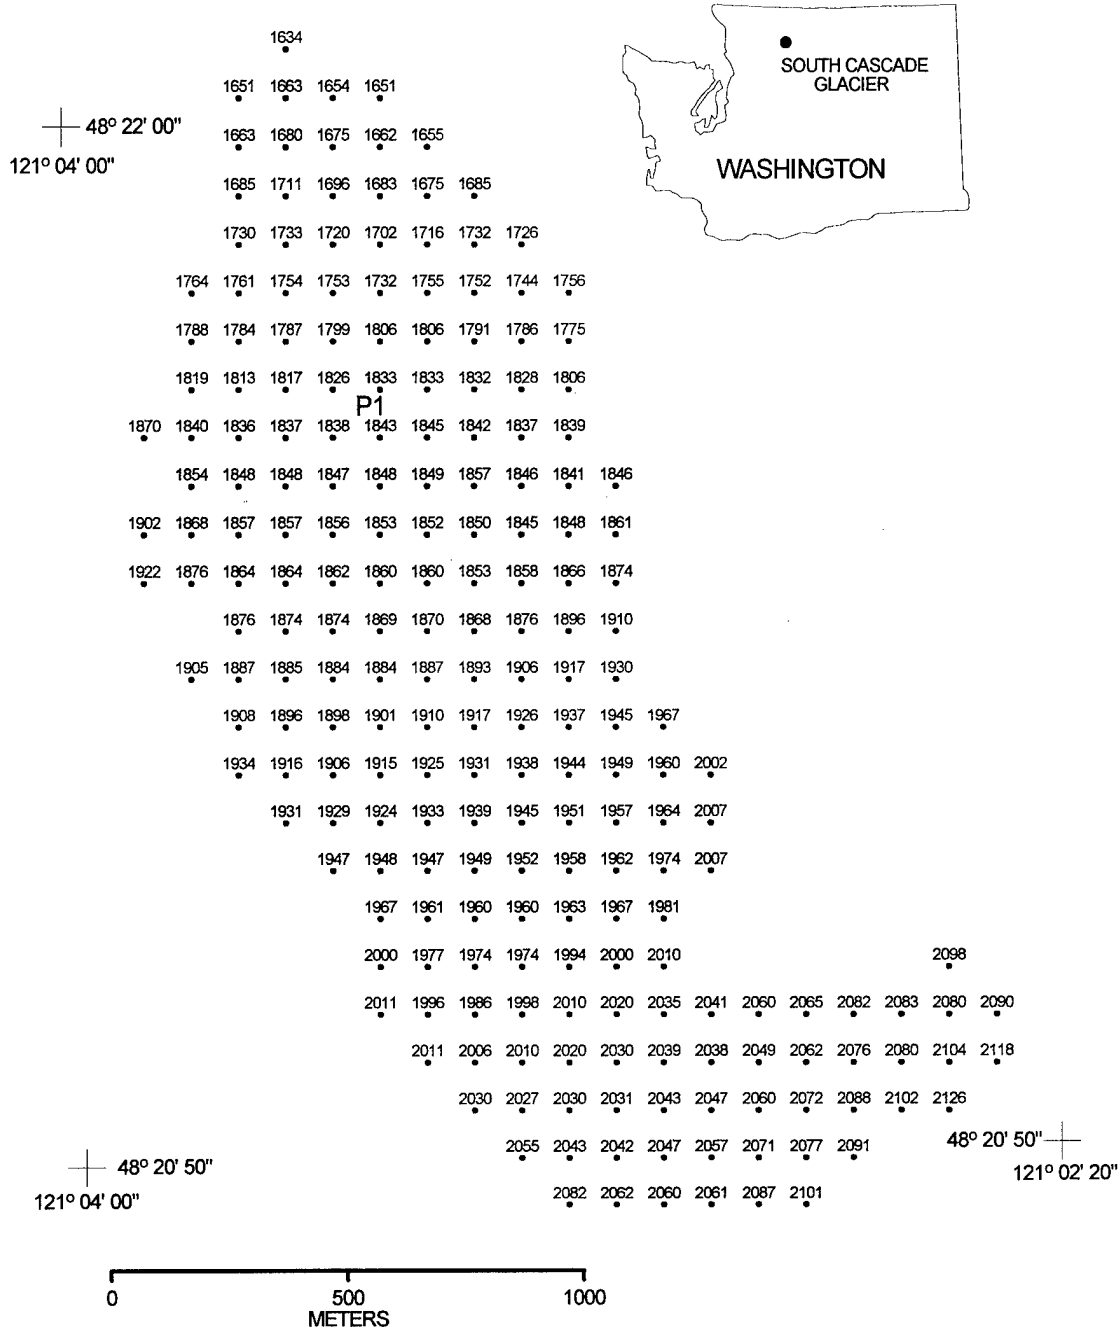 1634
SOUTH CASCADE
GLACIER
1651 1663 1654 1651
48° 22' 00"
1663 1680 1675 1662 1655
121° 04' 00"
WASHINGTON
1685 1711 1696 1683 1675 1685
1730 1733 1720 1702 1716 1732 1726
1764 1761 1754 1753 1732 1755 1752 1744 1756
1788 1784 1787 1799 1806 1806 1791 1786 1775
1819 1813 1817 1826 1833 1833 1832 1828 1806
P1
1870 1840 1836 1837 1838 1843 1845 1842 1837 1839
1854 1848 1848 1847 1848 1849 1857 1846 1841 1846
1902 1868 1857 1857 1856 1853 1852 1850 1845 1848 1861
1922 1876 1864 1864 1862 1860 1860 1853 1858 1866 1874
1876 1874 1874 1869 1870 1868 1876 1896 1910
1905 1887 1885 1884 1884 1887 1893 1906 1917 1930
1908 1896 1898 1901 1910 1917 1926 1937 1945 1967
1934 1916 1906 1915 1925 1931 1938 1944 1949 1960 2002
1931 1929 1924 1933 1939 1945 1951 1957 1964 2007
1947 1948 1947 1949 1952 1958 1962 1974 2007
1967 1961 1960 1960 1963 1967 1981
2000 1977 1974 1974 1994 2000 2010 2098
2011 1996 1986 1998 2010 2020 2035 2041 2060 2065 2082 2083 2080 2090
2011 2006 2010 2020 2030 2039 2038 2049 2062 2076 2080 2104 2118
2030 2027 2030 2031 2043 2047 2060 2072 2088 2102 2126
2055 2043 2042 2047 2057 2071 2077 2091
48° 20' 50"
121° 02' 20"
48° 20' 50"
121° 04' 00"
2082 2062 2060 2061 2087 2101
0 500 1000
METERS